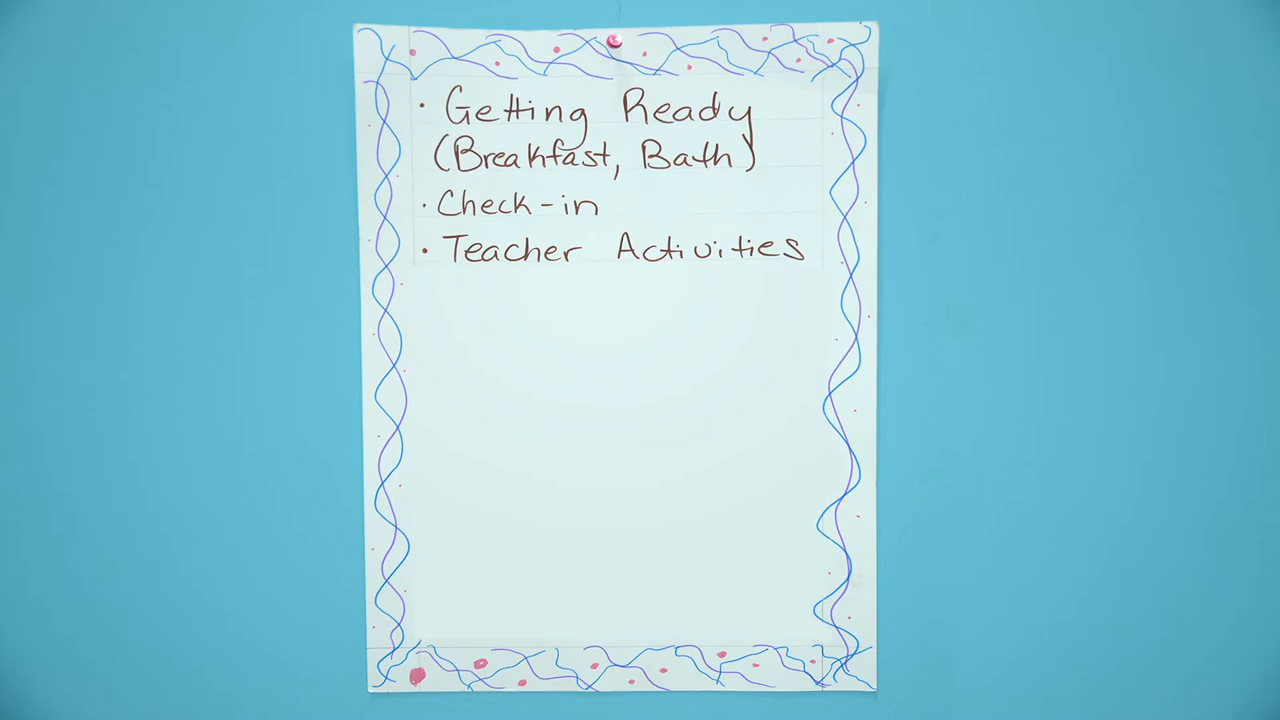 · Getting Ready
(Breakfast, Bath)
· Check-in
· Teacher Activities